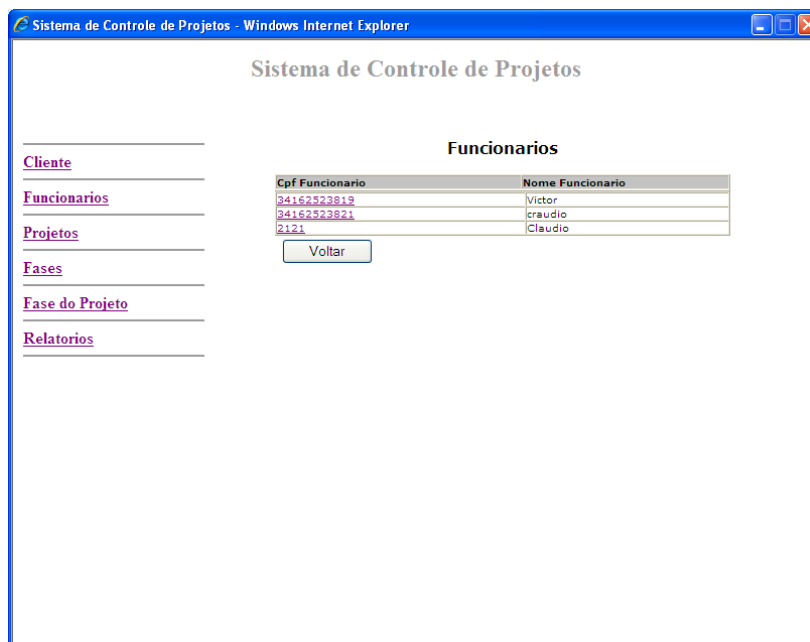 Sistema de Controle de Projetos - Windows Internet Explorer
Sistema de Controle de Projetos
Cliente
Funcionarios
Projetos
Fases
Fase do Projeto
Relatorios
Funcionarios
Cpf Funcionario Nome Funcionario
34162523819 Victor
34162523821 craudio
2121 Claudio
Voltar